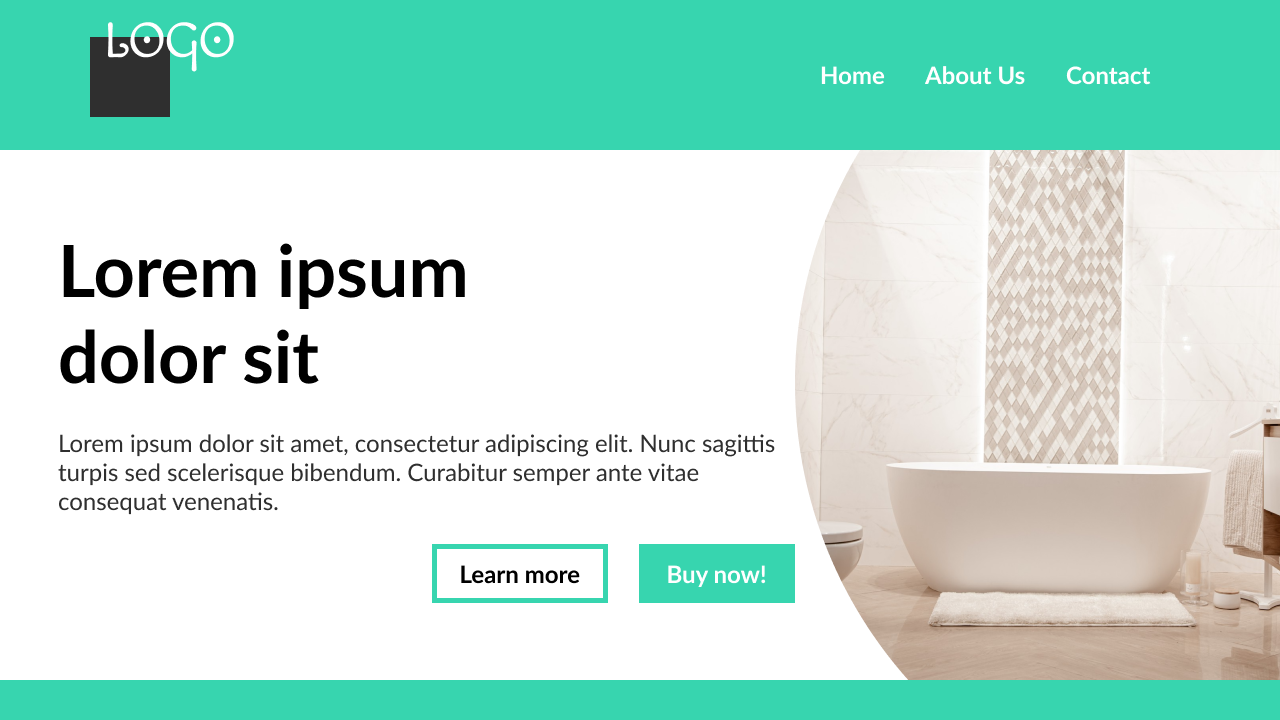 LOGO
Home About Us Contact
Lorem ipsum
dolor sit
Lorem ipsum dolor sit amet, consectetur adipiscing elit. Nunc sagittis
turpis sed scelerisque bibendum. Curabitur semper ante vitae
consequat venenatis.
Learn more Buy now!